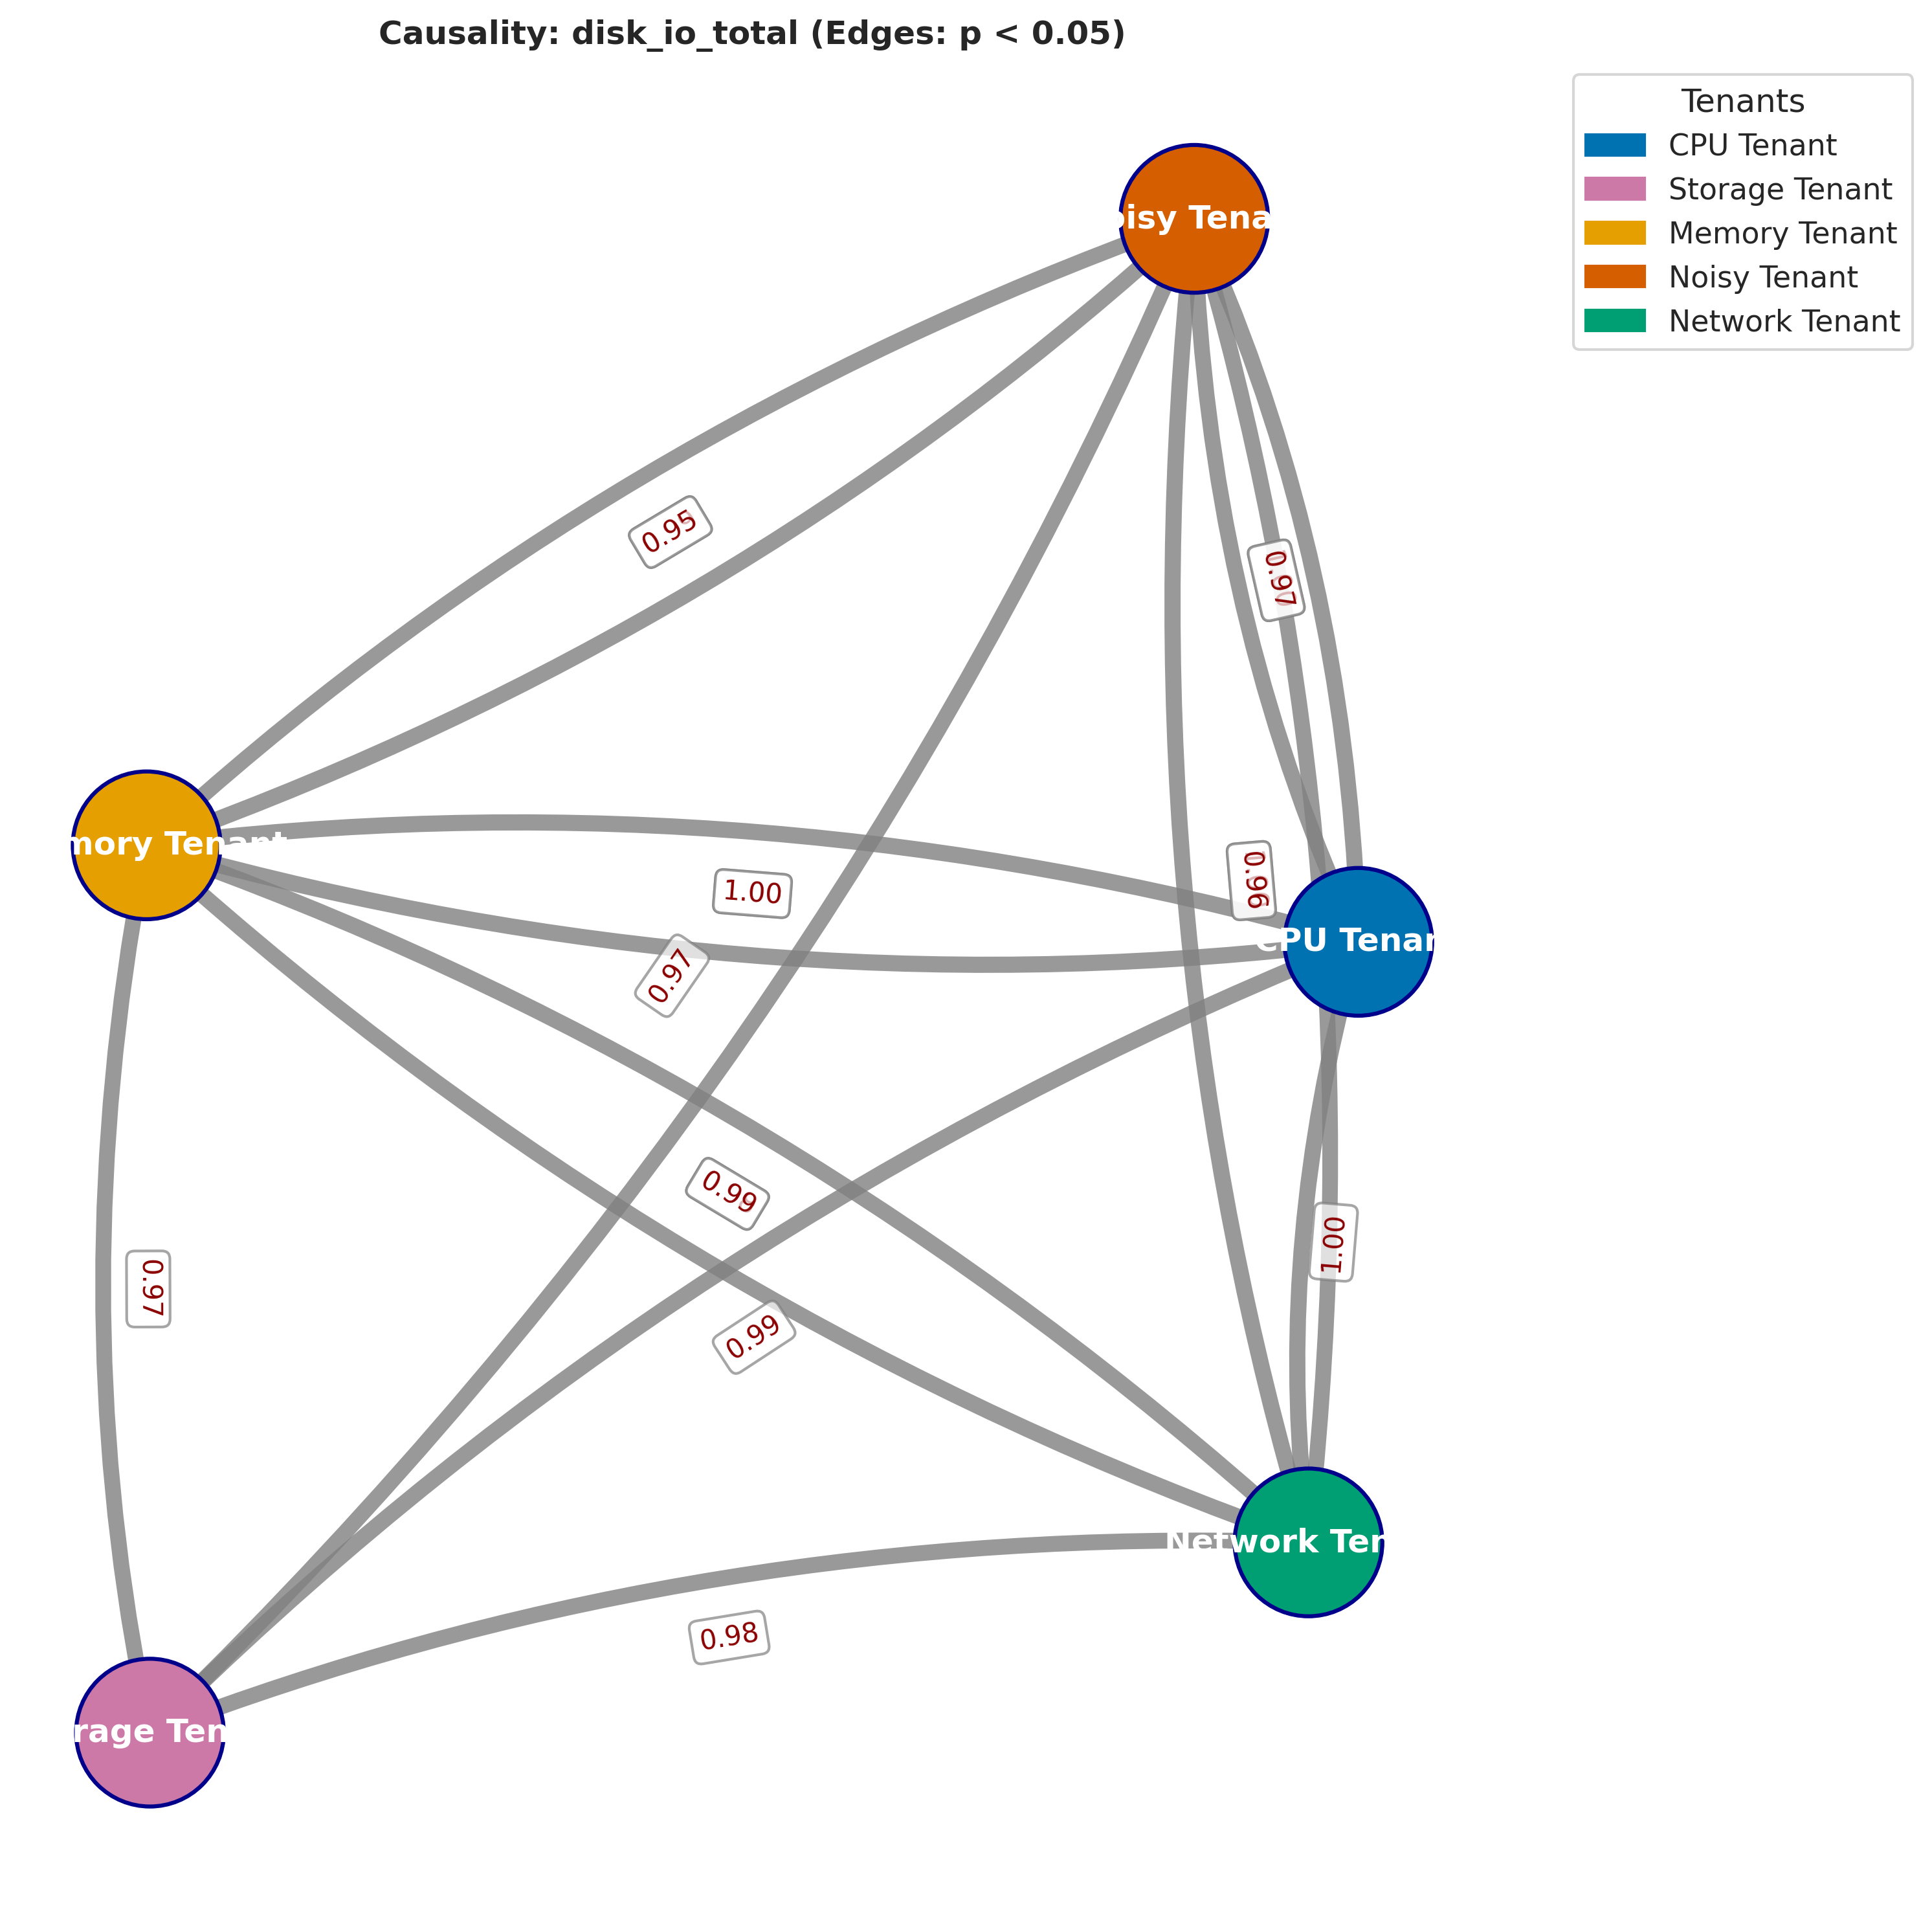 Causality: disk_io_total (Edges: p < 0.05)
Tenants
CPU Tenant
Storage Tenant
Memory Tenant
Noisy Tenant
Network Tenant
oisy Tena
0.95
0.97
mory Tenant
1.00
0.96
CPU Tenan
0.97
0.99
1.00
0.97
0.99
Network Ten
0.98
rage Ten